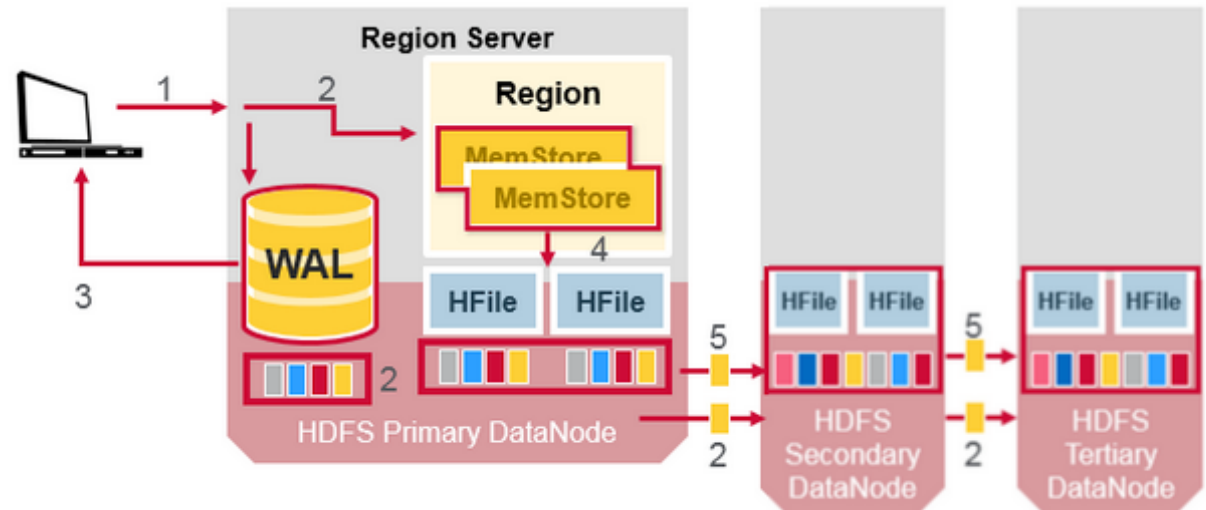 Region Server
1
2
Region
MemStore
MemStore
WAL
3
4
HFile
HFile
HFile
HFile
HFile
HFile
5
5
2
HDFS Primary DataNode
2
2
HDFS
Secondary
DataNode
HDFS
Tertiary
DataNode